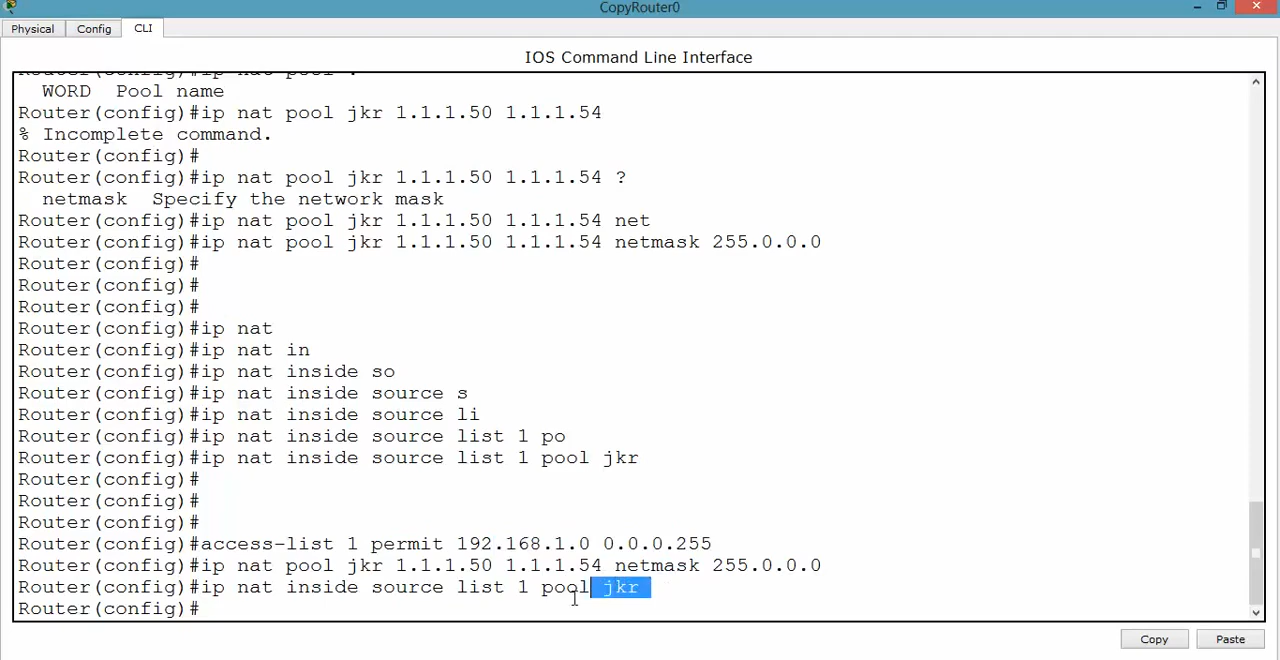 CopyRouter0
Physical Config CLI
IOS Command Line Interface
WORD Pool name
Router(config)#ip nat pool jkr 1.1.1.50 1.1.1.54
% Incomplete command.
Router(config)#
Router(config)#ip nat pool jkr 1.1.1.50 1.1.1.54 ?
netmask Specify the network mask
Router(config)#ip nat pool jkr 1.1.1.50 1.1.1.54 net
Router(config)#ip nat pool jkr 1.1.1.50 1.1.1.54 netmask 255.0.0.0
Router(config)#
Router(config)#
Router(config)#
Router(config)#ip nat
Router(config)#ip nat in
Router(config)#ip nat inside so
Router(config)#ip nat inside source s
Router(config)#ip nat inside source li
Router(config)#ip nat inside source list 1 po
Router(config)#ip nat inside source list 1 pool jkr
Router(config)#
Router(config)#
Router(config)#
Router(config)#access-list 1 permit 192.168.1.0 0.0.0.255
Router(config)#ip nat pool jkr 1.1.1.50 1.1.1.54 netmask 255.0.0.0
Router(config)#ip nat inside source list 1 pool jkr
Router(config)#
Copy Paste